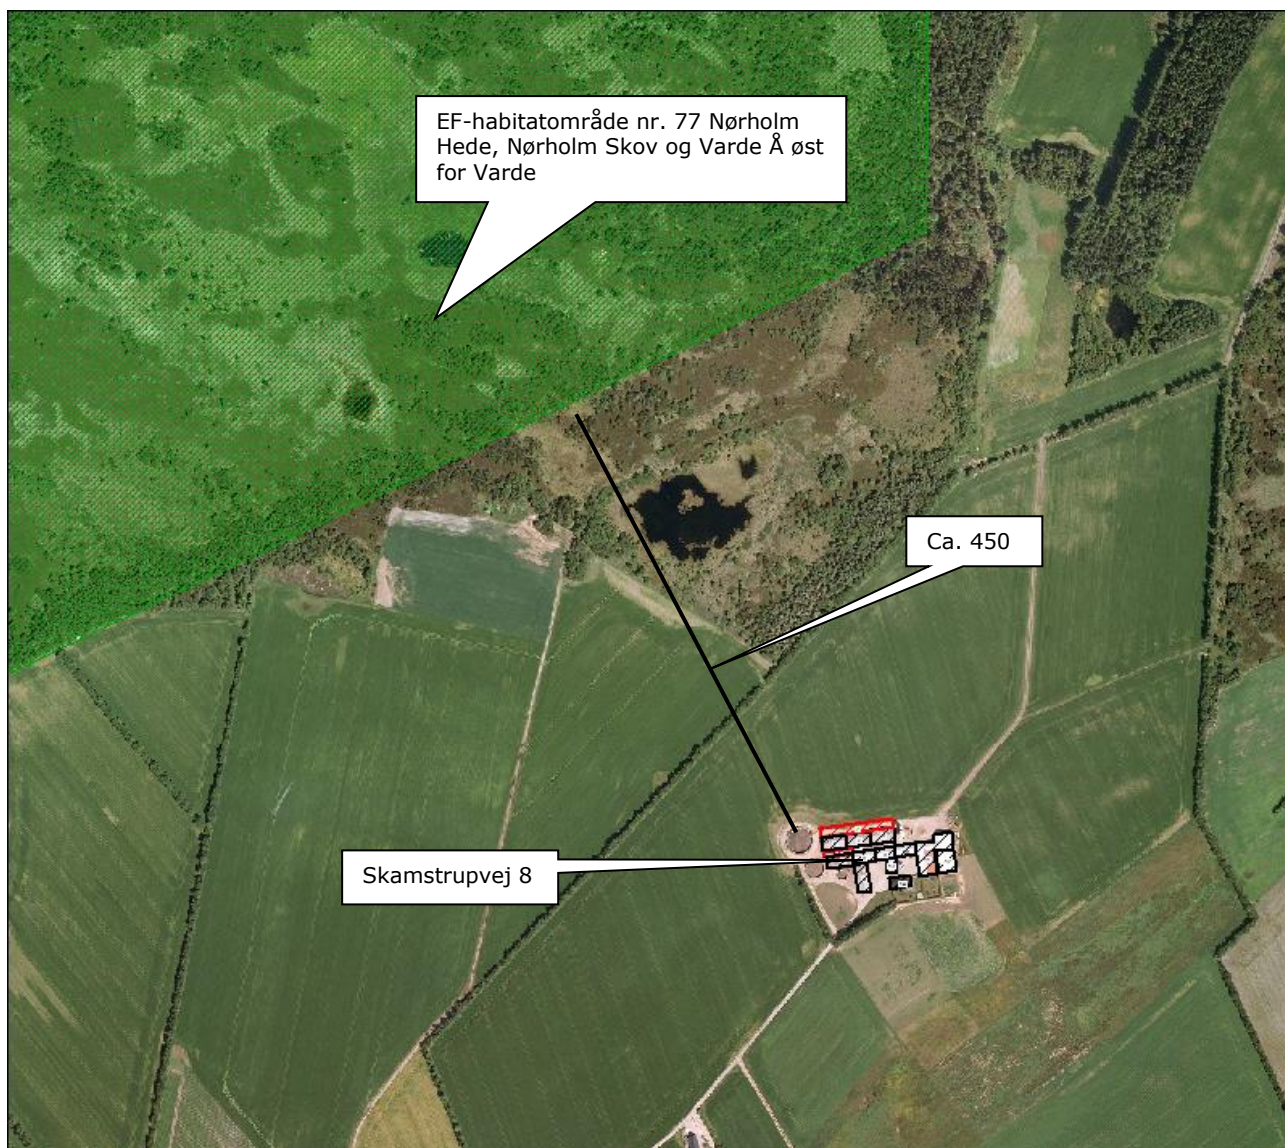 EF-habitatområde nr. 77 Nørholm
Hede, Nørholm Skov og Varde Å øst
for Varde
Ca. 450
Skamstrupvej 8